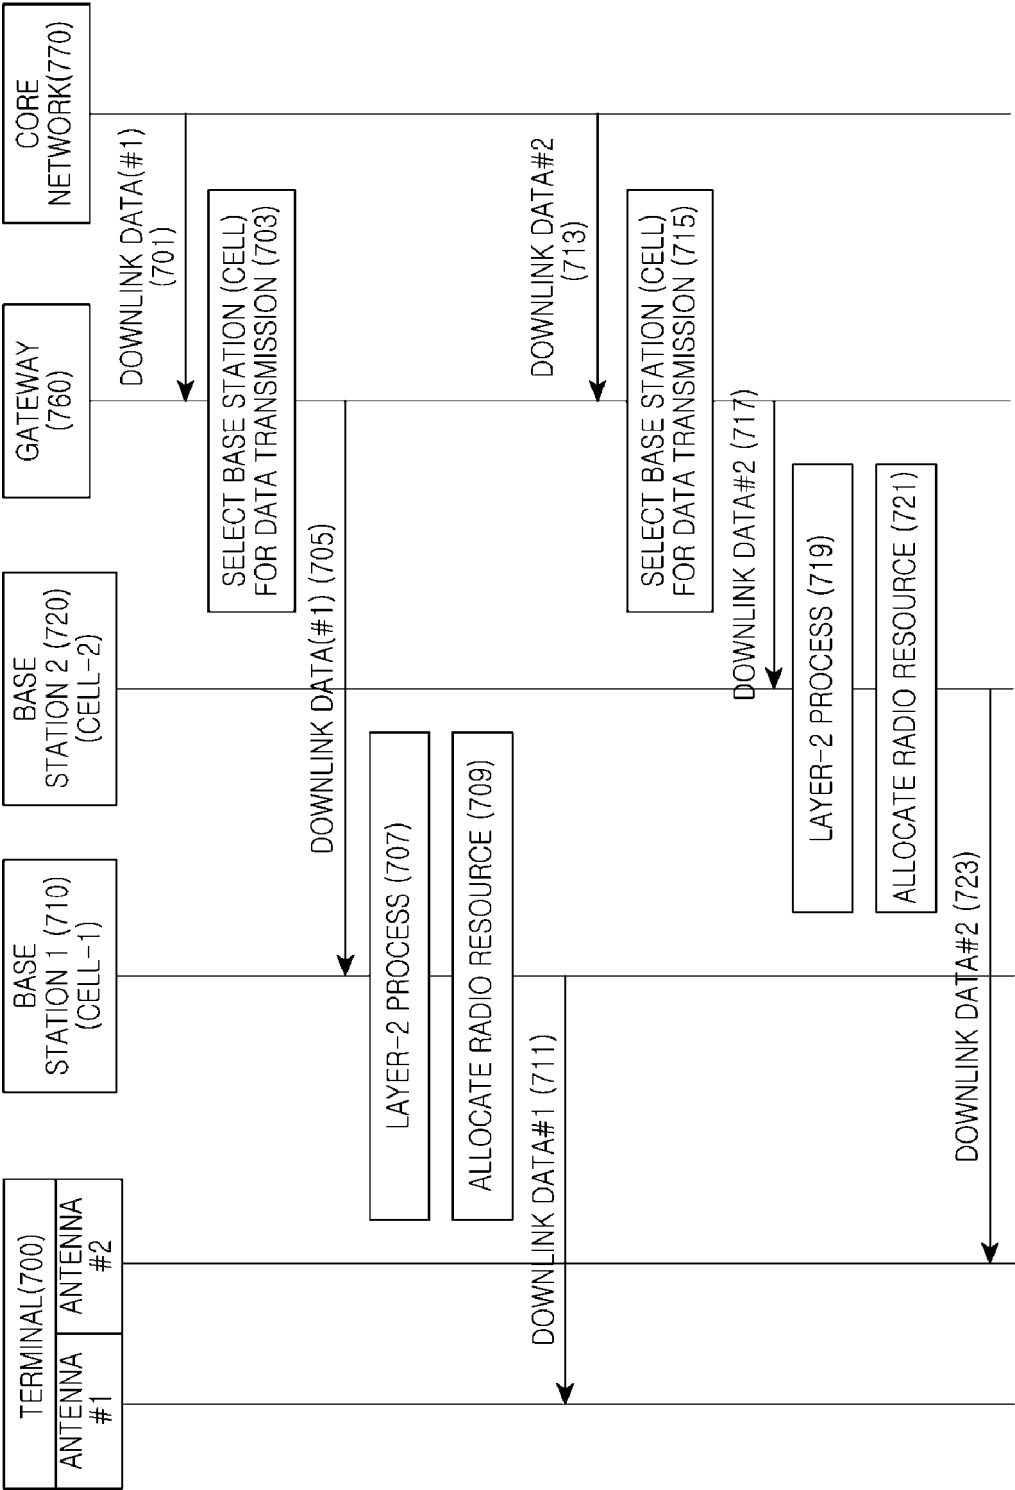 TERMINAL(700)
ANTENNA
#1
ANTENNA
#2
BASE
STATION 1 (710)
(CELL-1)
BASE
STATION 2 (720)
(CELL-2)
GATEWAY
(760)
CORE
NETWORK(770)
DOWNLINK DATA(#1)
(701)
SELECT BASE STATION (CELL)
FOR DATA TRANSMISSION (703)
DOWNLINK DATA(#1) (705)
LAYER-2 PROCESS (707)
ALLOCATE RADIO RESOURCE (709)
DOWNLINK DATA#1 (711)
DOWNLINK DATA#2
(713)
SELECT BASE STATION (CELL)
FOR DATA TRANSMISSION (715)
DOWNLINK DATA#2 (717)
LAYER-2 PROCESS (719)
ALLOCATE RADIO RESOURCE (721)
DOWNLINK DATA#2 (723)